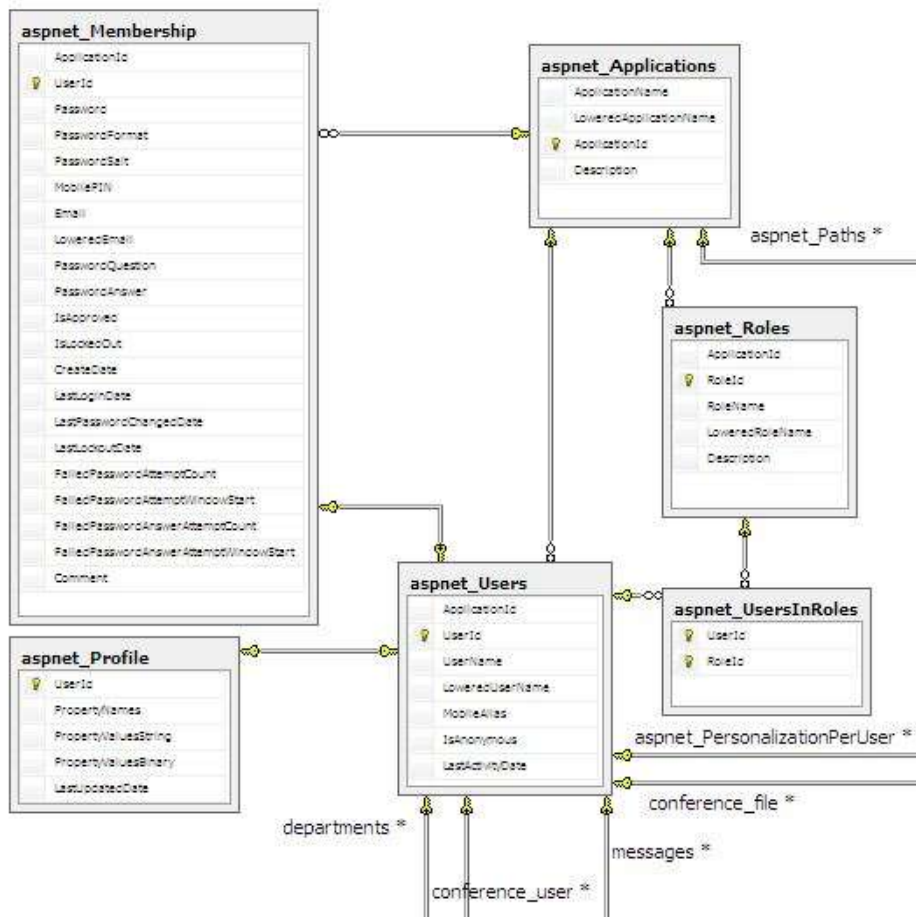 aspnet_Membership
ApplicationId
UserId
Password
PasswordFormat
PasswordSalt
MobilePIN
Email
LoweredEmail
PasswordQuestion
PasswordAnswer
IsApproved
IsLockedOut
CreateDate
LastLoginDate
LastPasswordChangedDate
LastLockoutDate
FailedPasswordAttemptCount
FailedPasswordAttemptWindowStart
FailedPasswordAnswerAttemptCount
FailedPasswordAnswerAttemptWindowStart
Comment
aspnet_Applications
ApplicationName
LoweredApplicationName
ApplicationId
Description
aspnet_Paths *
aspnet_Roles
ApplicationId
RoleId
RoleName
LoweredRoleName
Description
aspnet_Users
ApplicationId
UserId
UserName
LoweredUserName
MobileAlias
IsAnonymous
LastActivityDate
aspnet_UsersInRoles
UserId
RoleId
aspnet_Profile
UserId
PropertyNames
PropertyValuesString
PropertyValuesBinary
LastUpdatedDate
aspnet_PersonalizationPerUser *
conference_file *
departments *
messages *
conference_user *